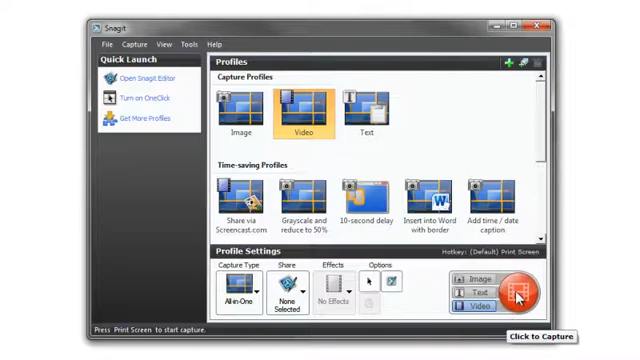 Snagit
File Capture View Tools Help
Quick Launch
Open Snagit Editor
Turn on OneClick
Get More Profiles
Profiles
Capture Profiles
Image
Video
Text
Time-saving Profiles
Share via
Screencast.com
Grayscale and
reduce to 50%
10-second delay
Insert into Word
with border
Add time / date
caption
Profile Settings
Hotkey: (Default) Print Screen
Capture Type
Share
Effects
Options
All-in-One
None
Selected
No Effects
Image
Text
Video
Press Print Screen to start capture.
Click to Capture